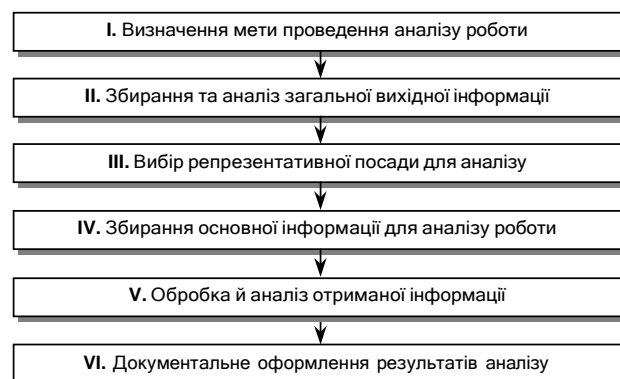 I. Визначення мети проведення аналізу роботи
II. Збирання та аналіз загальної вихідної інформації
III. Вибір репрезентативної посади для аналізу
IV. Збирання основної інформації для аналізу роботи
V. Обробка й аналіз отриманої інформації
VI. Документальне оформлення результатів аналізу